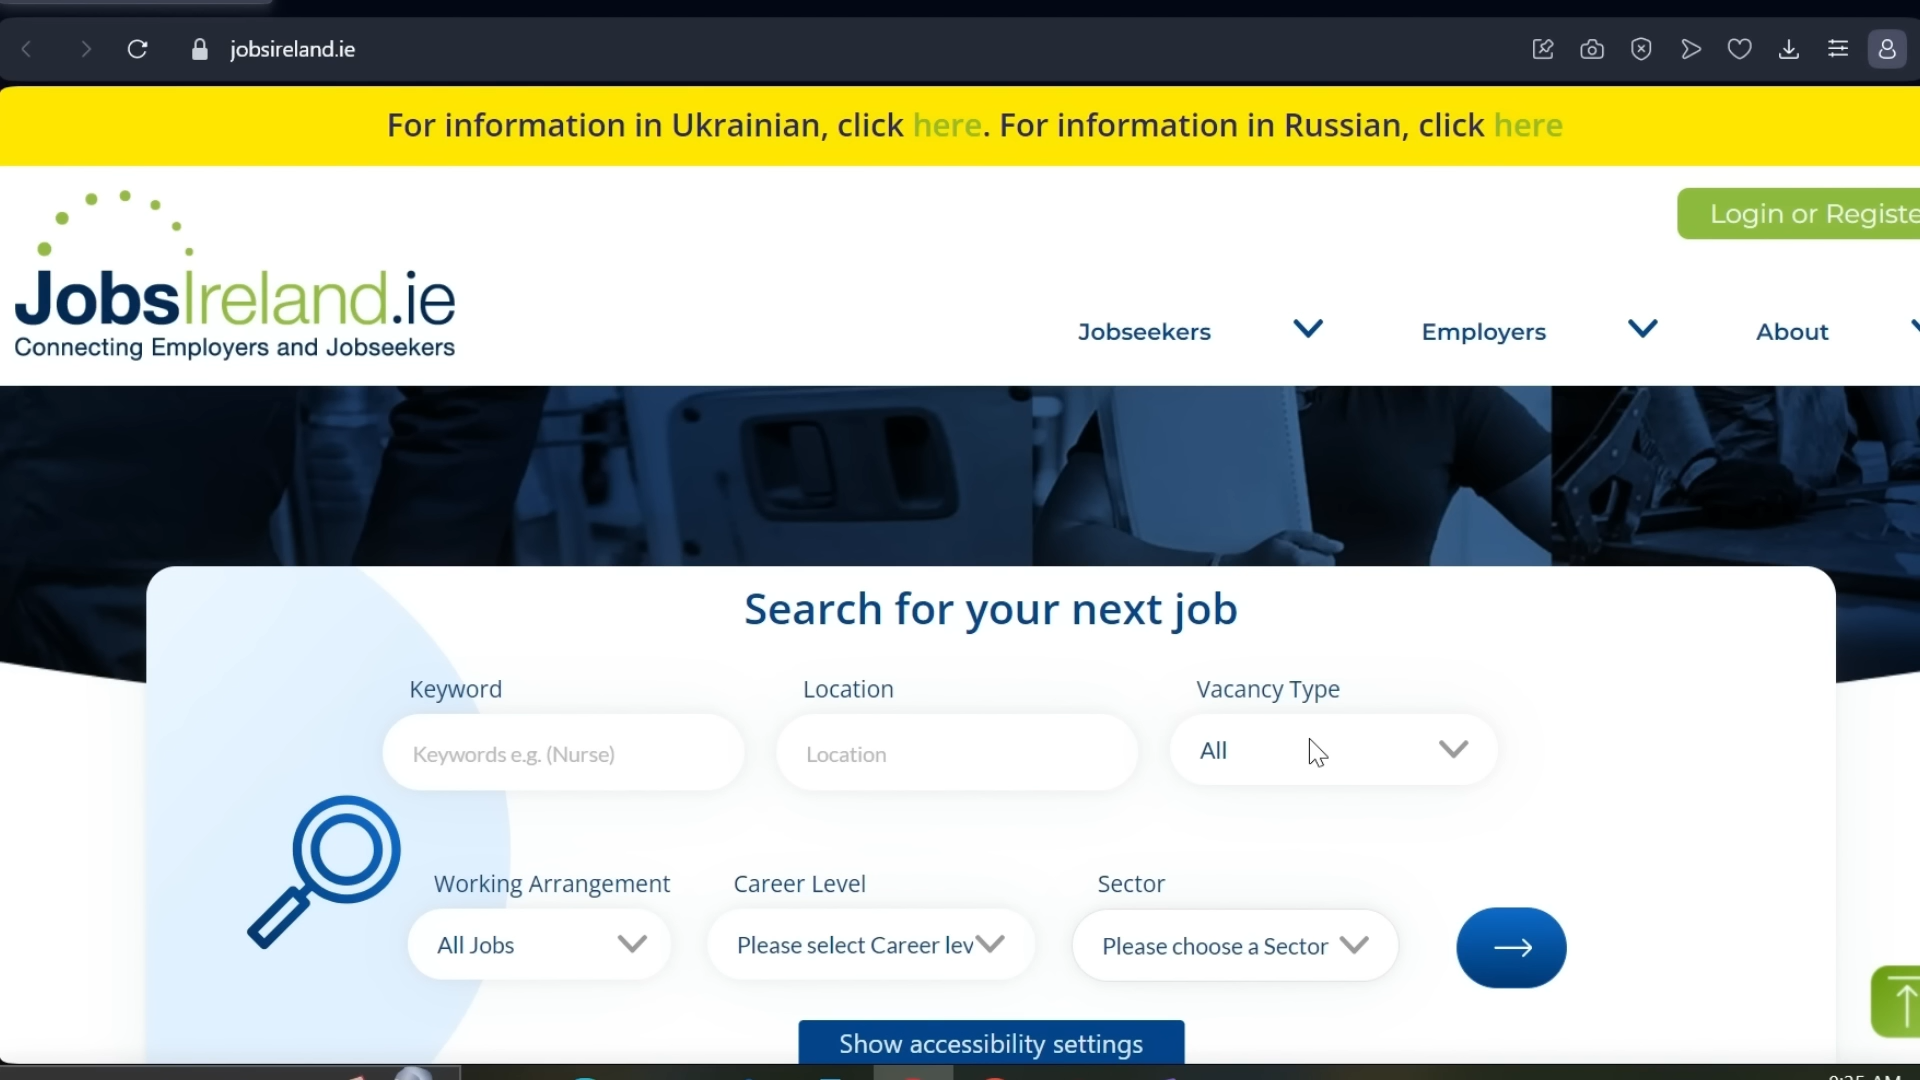 jobsireland.ie
For information in Ukrainian, click here. For information in Russian, click here
Login or Registe
JobsIreland.ie
Connecting Employers and Jobseekers
Jobseekers
Employers
About
Search for your next job
Keyword
Location
Vacancy Type
Keywords e.g. (Nurse)
Location
All
Working Arrangement
Career Level
Sector
All Jobs
Please select Career lev
Please choose a Sector
Show accessibility settings